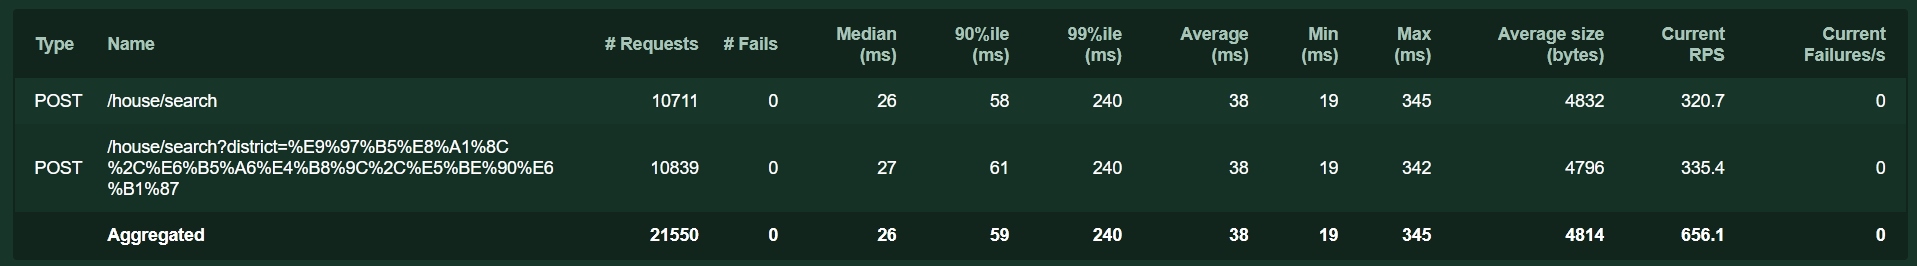 Type Name # Requests # Fails Median (ms) 90%ile (ms) 99%ile (ms) Average (ms) Min (ms) Max (ms) Average size (bytes) Current RPS Current Failures/s
POST /house/search 10711 0 26 58 240 38 19 345 4832 320.7 0
POST /house/search?district=%E9%97%B5%E8%A1%8C
%2C%E6%B5%A6%E4%B8%9C%2C%E5%BE%90%E6
%B1%87 10839 0 27 61 240 38 19 342 4796 335.4 0
Aggregated 21550 0 26 59 240 38 19 345 4814 656.1 0